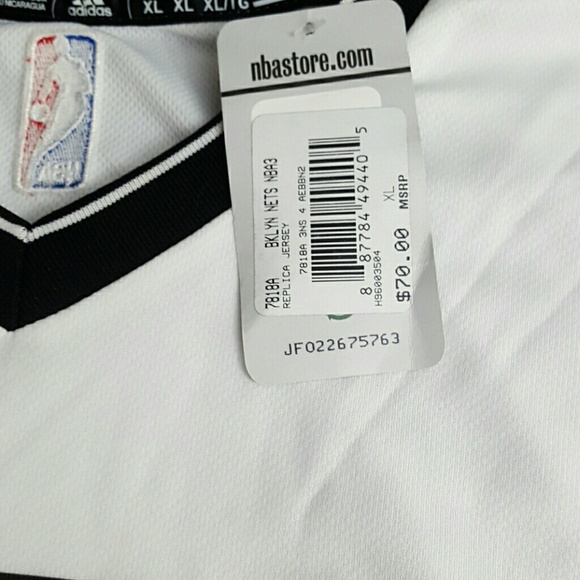 NICARAGUA
adidas
XL XL XL/TG
nbastore.com
7818A BKLYN NETS NBA3
REPLICA JERSEY
7818A 3NS 4 AEBBN2
8 87784 49440 5
H96003504
XL
$70.00 MSRP
JF022675763